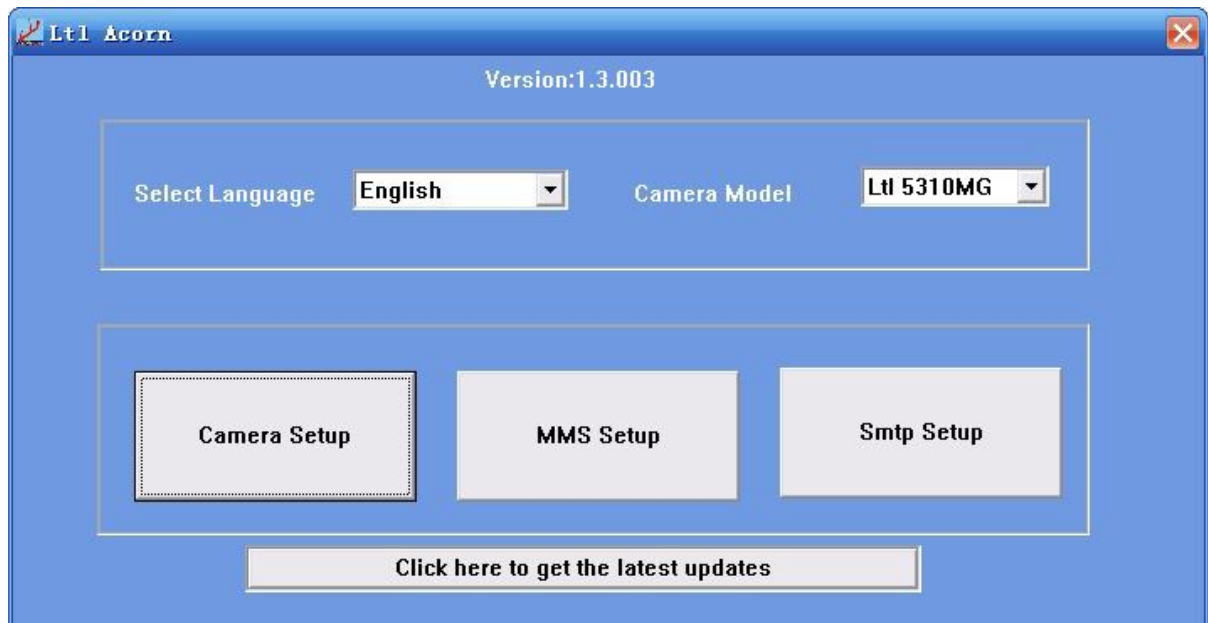 Ltl Acorn
Version:1.3.003
Select Language English Camera Model Ltl 5310MG
Camera Setup MMS Setup Smtp Setup
Click here to get the latest updates